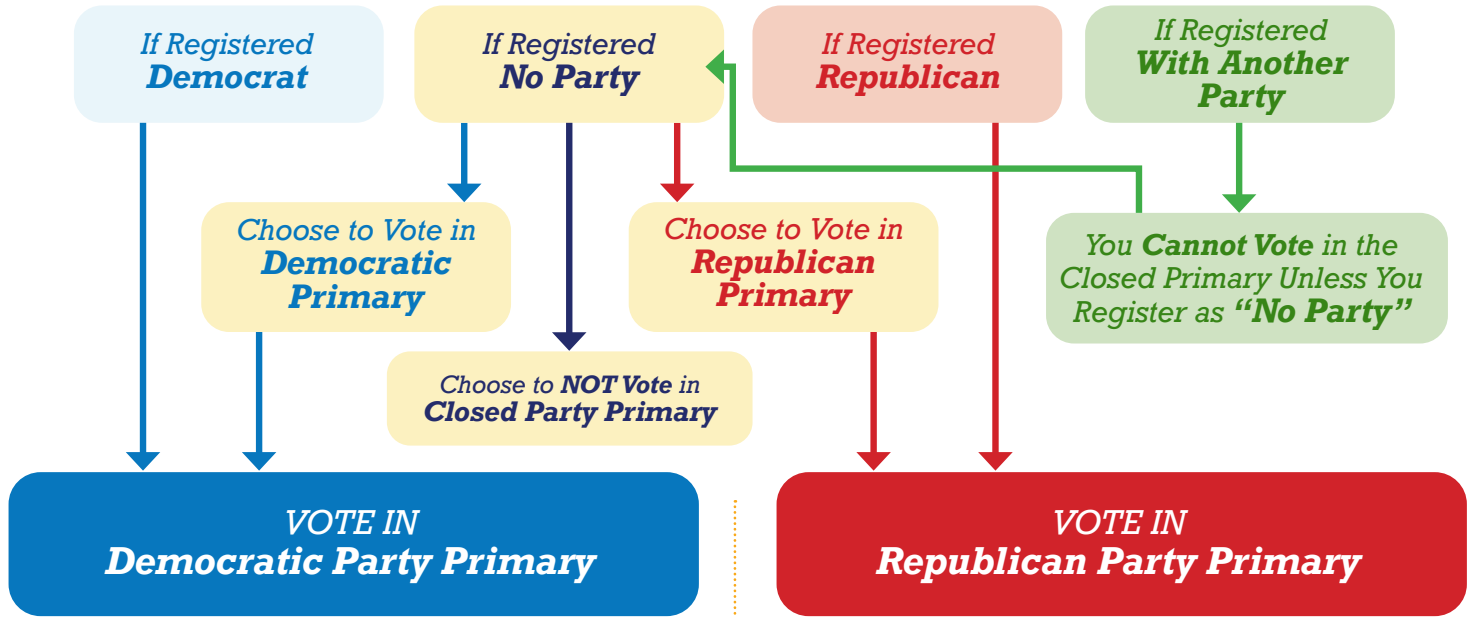 If Registered
Democrat
If Registered
No Party
If Registered
Republican
If Registered
With Another
Party
Choose to Vote in
Democratic
Primary
Choose to Vote in
Republican
Primary
You Cannot Vote in the
Closed Primary Unless You
Register as “No Party”
Choose to NOT Vote in
Closed Party Primary
VOTE IN
Democratic Party Primary
VOTE IN
Republican Party Primary